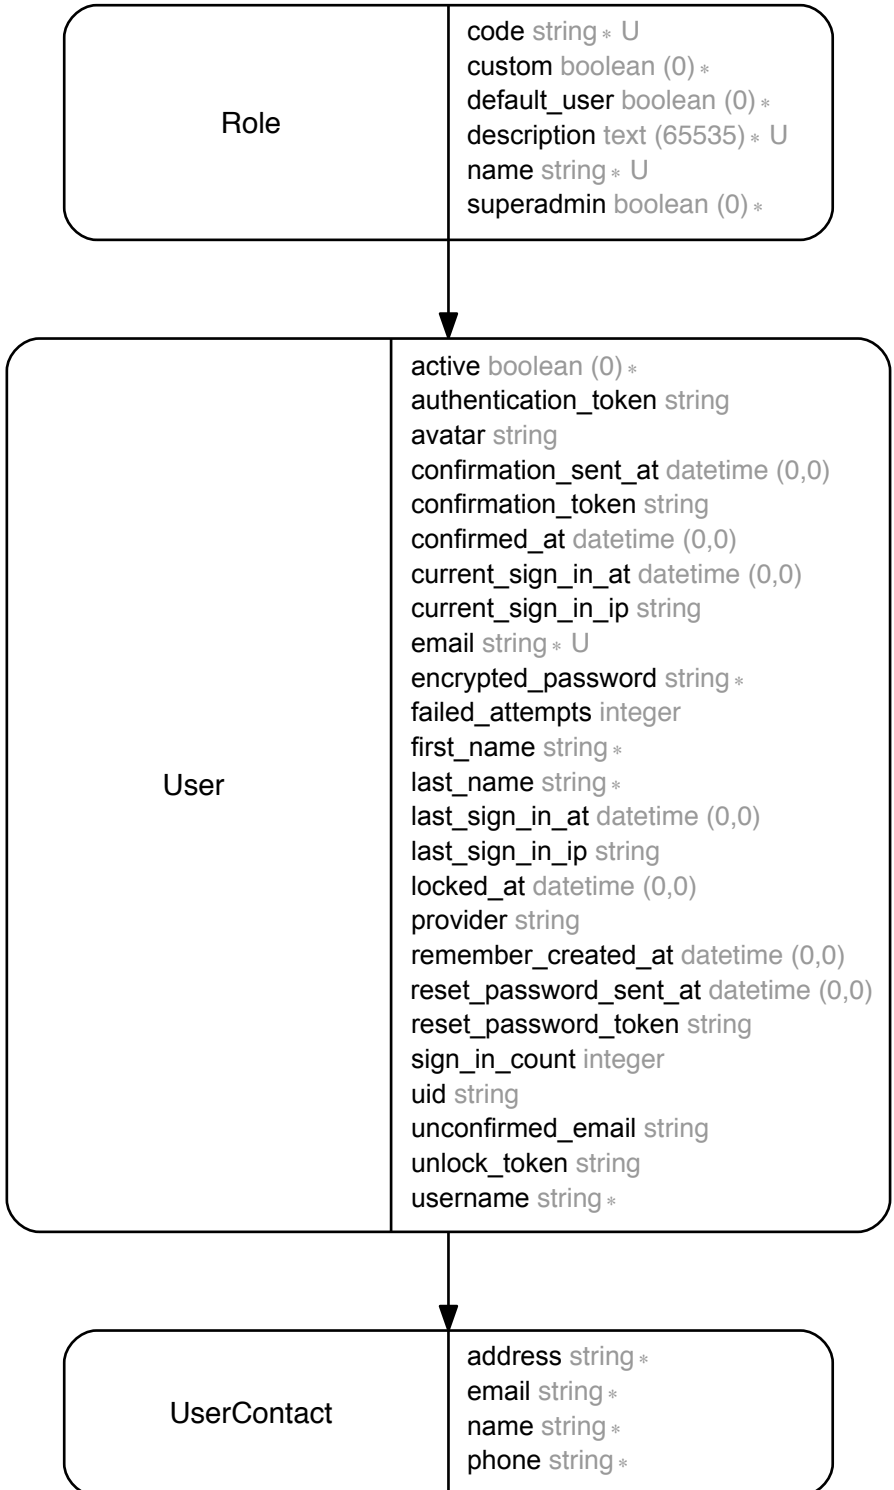 Role
code string ∗ U
custom boolean (0) ∗
default_user boolean (0) ∗
description text (65535) ∗ U
name string ∗ U
superadmin boolean (0) ∗
User
active boolean (0) ∗
authentication_token string
avatar string
confirmation_sent_at datetime (0,0)
confirmation_token string
confirmed_at datetime (0,0)
current_sign_in_at datetime (0,0)
current_sign_in_ip string
email string ∗ U
encrypted_password string ∗
failed_attempts integer
first_name string ∗
last_name string ∗
last_sign_in_at datetime (0,0)
last_sign_in_ip string
locked_at datetime (0,0)
provider string
remember_created_at datetime (0,0)
reset_password_sent_at datetime (0,0)
reset_password_token string
sign_in_count integer
uid string
unconfirmed_email string
unlock_token string
username string ∗
UserContact
address string ∗
email string ∗
name string ∗
phone string ∗